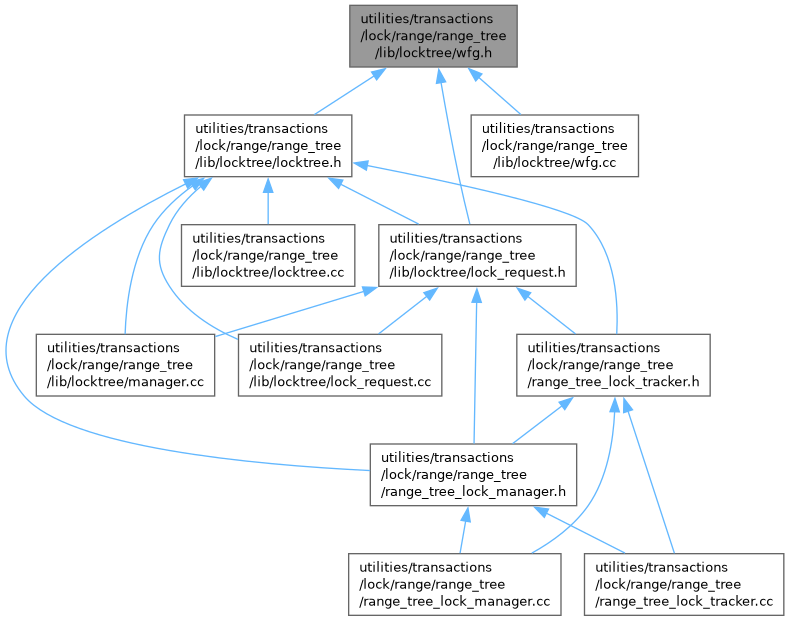 utilities/transactions
/lock/range/range_tree
/lib/locktree/wfg.h
utilities/transactions
/lock/range/range_tree
/lib/locktree/locktree.h
utilities/transactions
/lock/range/range_tree
/lib/locktree/wfg.cc
utilities/transactions
/lock/range/range_tree
/lib/locktree/locktree.cc
utilities/transactions
/lock/range/range_tree
/lib/locktree/lock_request.h
utilities/transactions
/lock/range/range_tree
/lib/locktree/manager.cc
utilities/transactions
/lock/range/range_tree
/lib/locktree/lock_request.cc
utilities/transactions
/lock/range/range_tree
/range_tree_lock_tracker.h
utilities/transactions
/lock/range/range_tree
/range_tree_lock_manager.h
utilities/transactions
/lock/range/range_tree
/range_tree_lock_manager.cc
utilities/transactions
/lock/range/range_tree
/range_tree_lock_tracker.cc